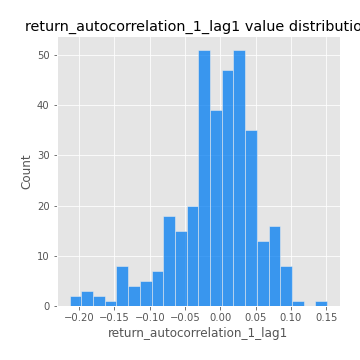 return_autocorrelation_1_lag1 value distributio
50
40
30
20
10
0
Count
−0.20 −0.15 −0.10 −0.05 0.00 0.05 0.10 0.15
return_autocorrelation_1_lag1